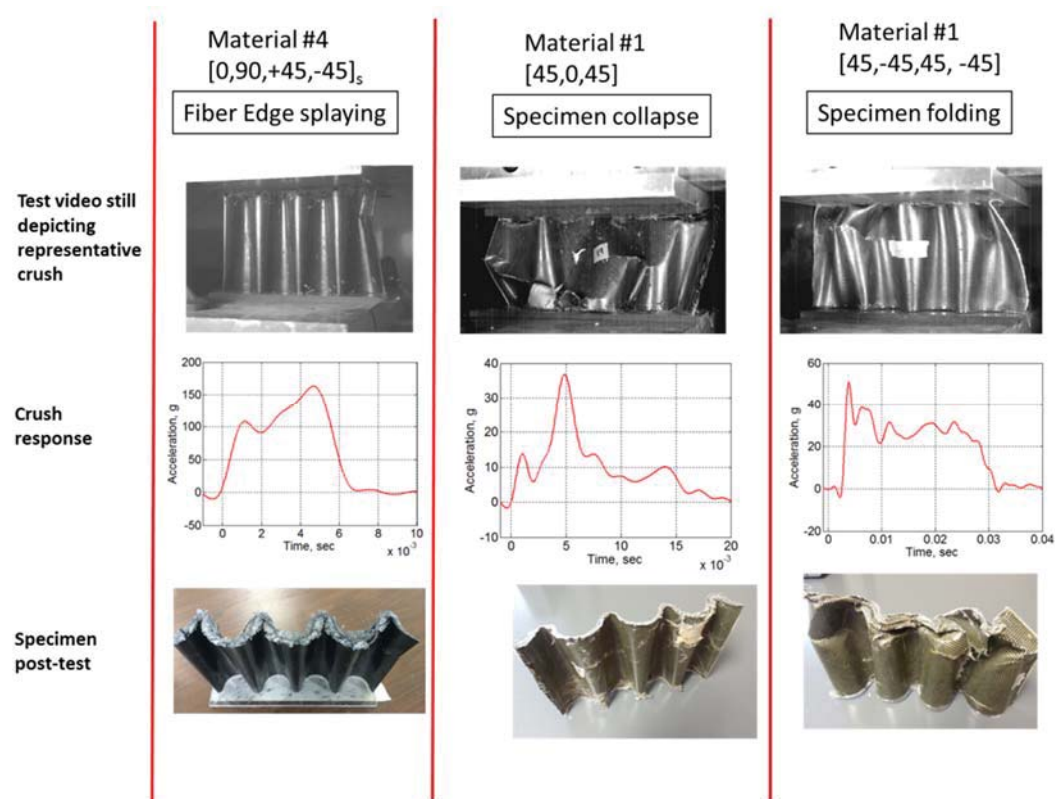 Material #4
[0,90,+45,-45]s
Fiber Edge splaying
Material #1
[45,0,45]
Specimen collapse
Material #1
[45,-45,45, -45]
Specimen folding
Test video still
depicting
representative
crush
Crush
response
200
150
100
50
0
-50
Acceleration, g
0
2
4
6
8
10
Time, sec
x 10⁻³
40
30
20
10
0
-10
Acceleration, g
0
5
10
15
20
Time, sec
x 10⁻³
60
40
20
0
-20
Acceleration, g
0
0.01
0.02
0.03
0.04
Time, sec
Specimen
post-test